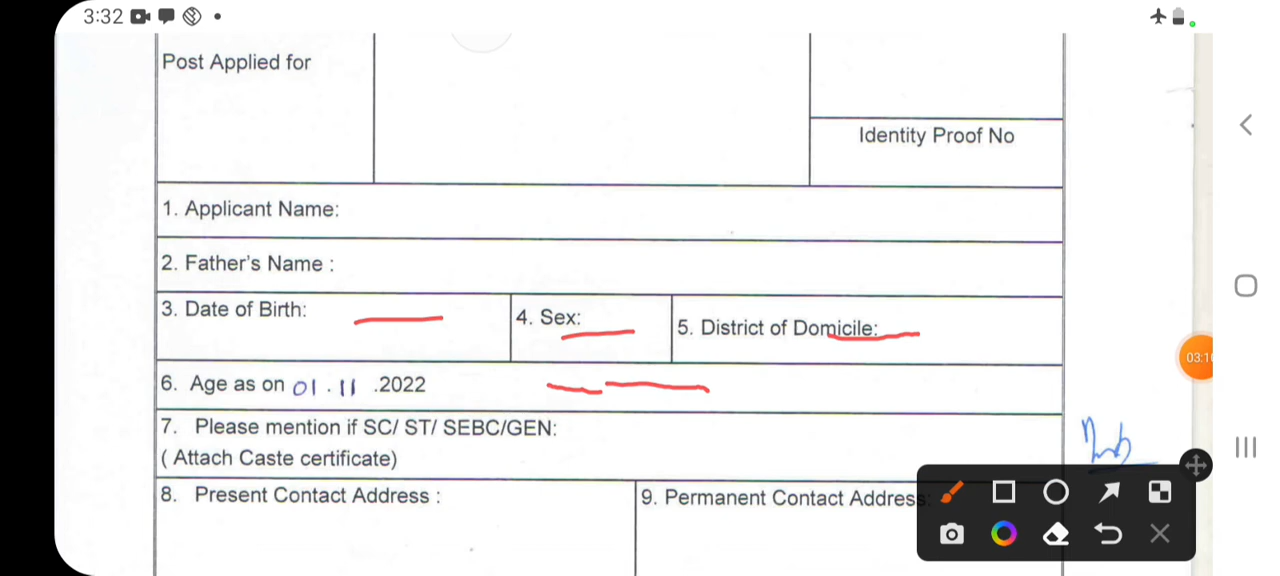 3:32
Post Applied for
Identity Proof No
1. Applicant Name:
2. Father's Name :
3. Date of Birth:
4. Sex:
5. District of Domicile:
6. Age as on 01 . 11 .2022
7. Please mention if SC/ ST/ SEBC/GEN:
( Attach Caste certificate)
8. Present Contact Address :
9. Permanent Contact Address: